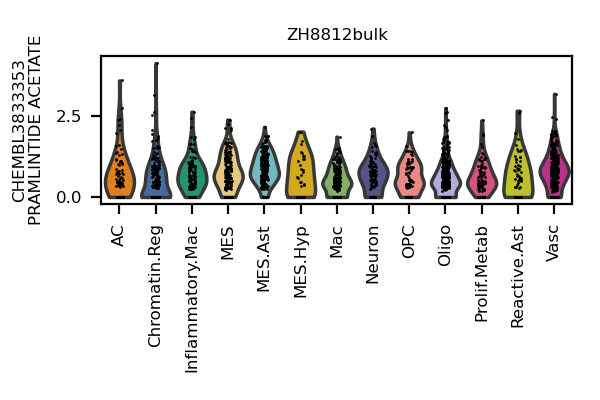 ZH8812bulk
CHEMBL3833353
PRAMLINTIDE ACETATE
2.5
0.0
AC
Chromatin.Reg
Inflammatory.Mac
MES
MES.Ast
MES.Hyp
Mac
Neuron
OPC
Oligo
Prolif.Metab
Reactive.Ast
Vasc